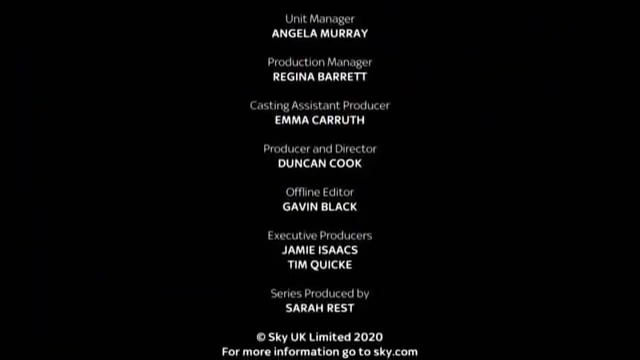 Unit Manager
ANGELA MURRAY
Production Manager
REGINA BARRETT
Casting Assistant Producer
EMMA CARRUTH
Producer and Director
DUNCAN COOK
Offline Editor
GAVIN BLACK
Executive Producers
JAMIE ISAACS
TIM QUICKE
Series Produced by
SARAH REST
© Sky UK Limited 2020
For more information go to sky.com